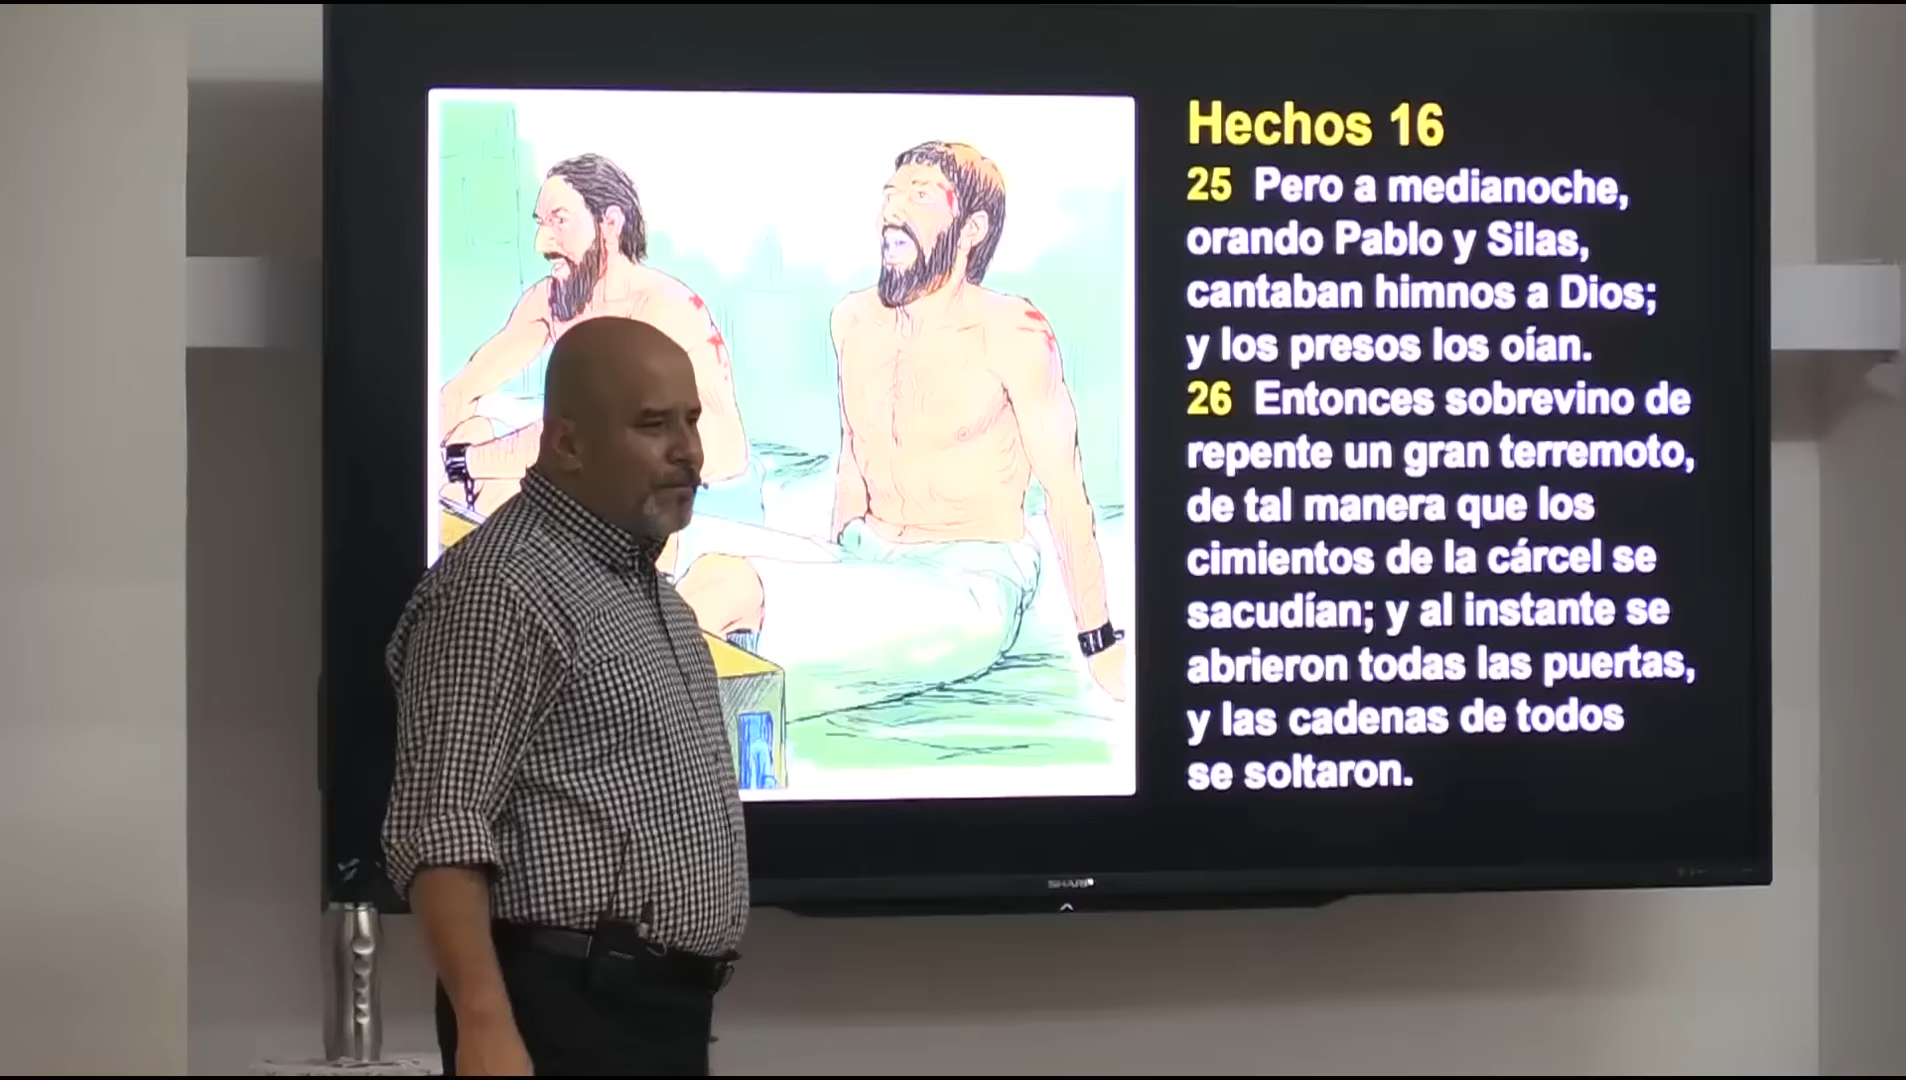 Hechos 16
25 Pero a medianoche,
orando Pablo y Silas,
cantaban himnos a Dios;
y los presos los oían.
26 Entonces sobrevino de
repente un gran terremoto,
de tal manera que los
cimientos de la cárcel se
sacudían; y al instante se
abrieron todas las puertas,
y las cadenas de todos
se soltaron.
SHARP